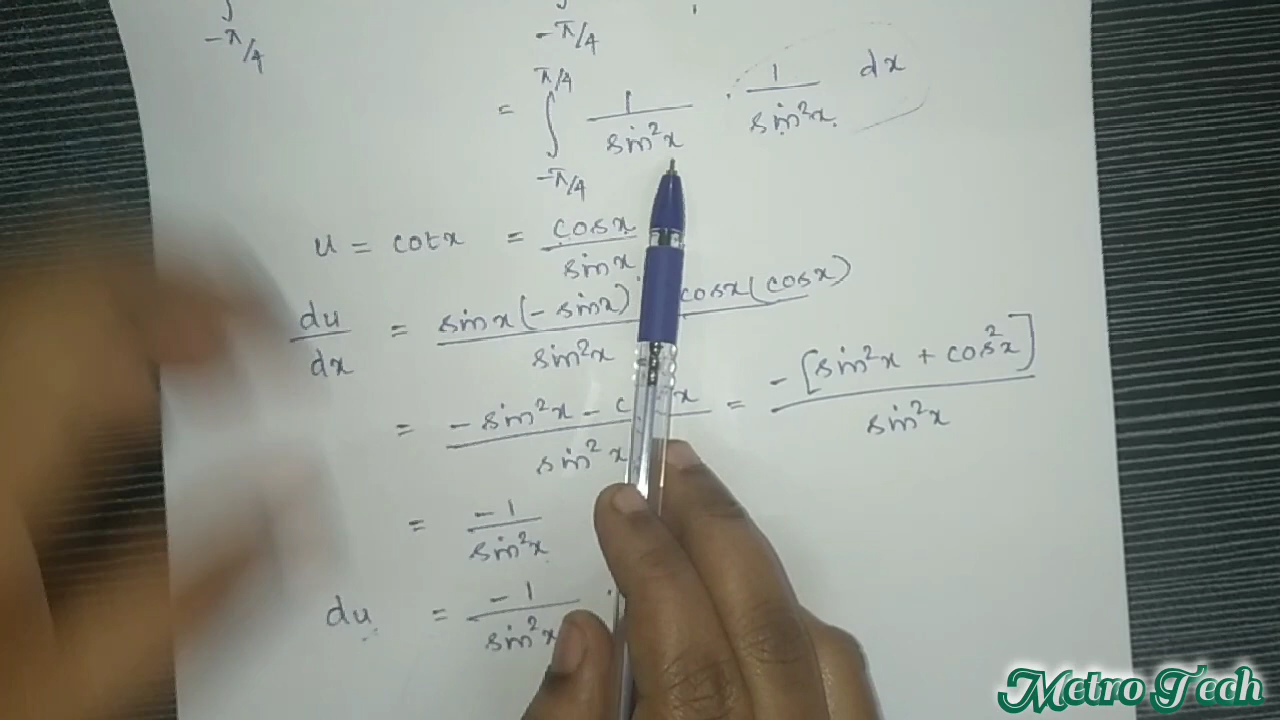 -π/4 -π/4
= ∫_{-π/4}^{π/4} 1/sin²x · 1/sin²x dx
u = cotx = cosx/sinx
du/dx = sinx(-sinx) cosx(cosx)/sin²x
= -sin²x - x/sin²x = -[sin²x + cos²x]/sin²x
= -1/sin²x
du = -1/sin²x ·
Metro Tech